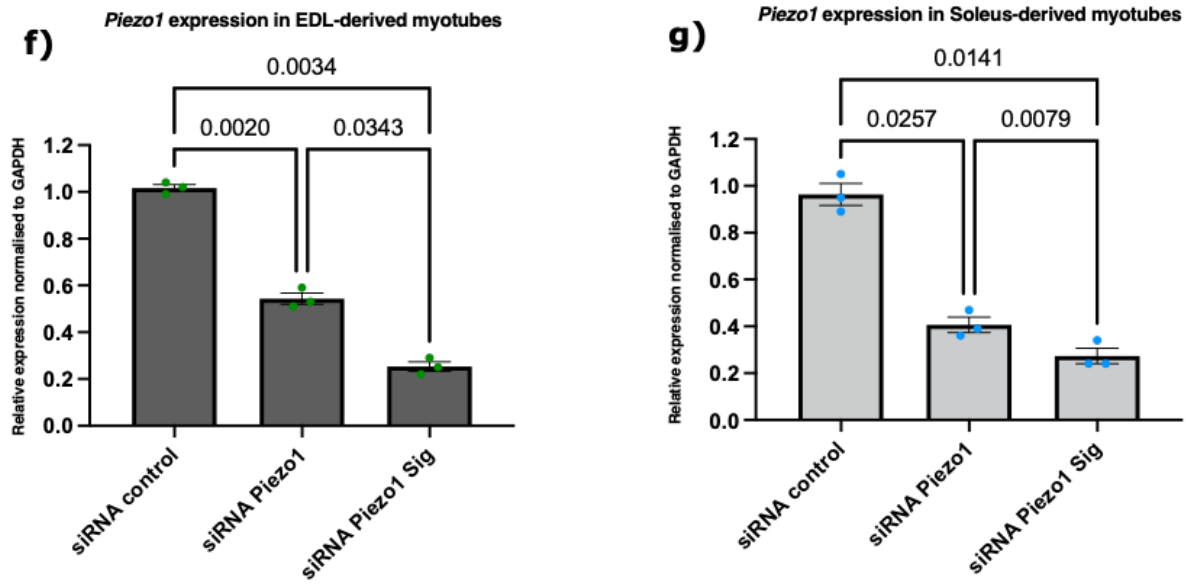 Piezo1 expression in EDL-derived myotubes
f)
0.0034
0.0020 0.0343
Relative expression normalised to GAPDH
1.2
1.0
0.8
0.6
0.4
0.2
0.0
siRNA control
siRNA Piezo1
siRNA Piezo1 Sig
Piezo1 expression in Soleus-derived myotubes
g)
0.0141
0.0257 0.0079
Relative expression normalised to GAPDH
1.2
1.0
0.8
0.6
0.4
0.2
0.0
siRNA control
siRNA Piezo1
siRNA Piezo1 Sig